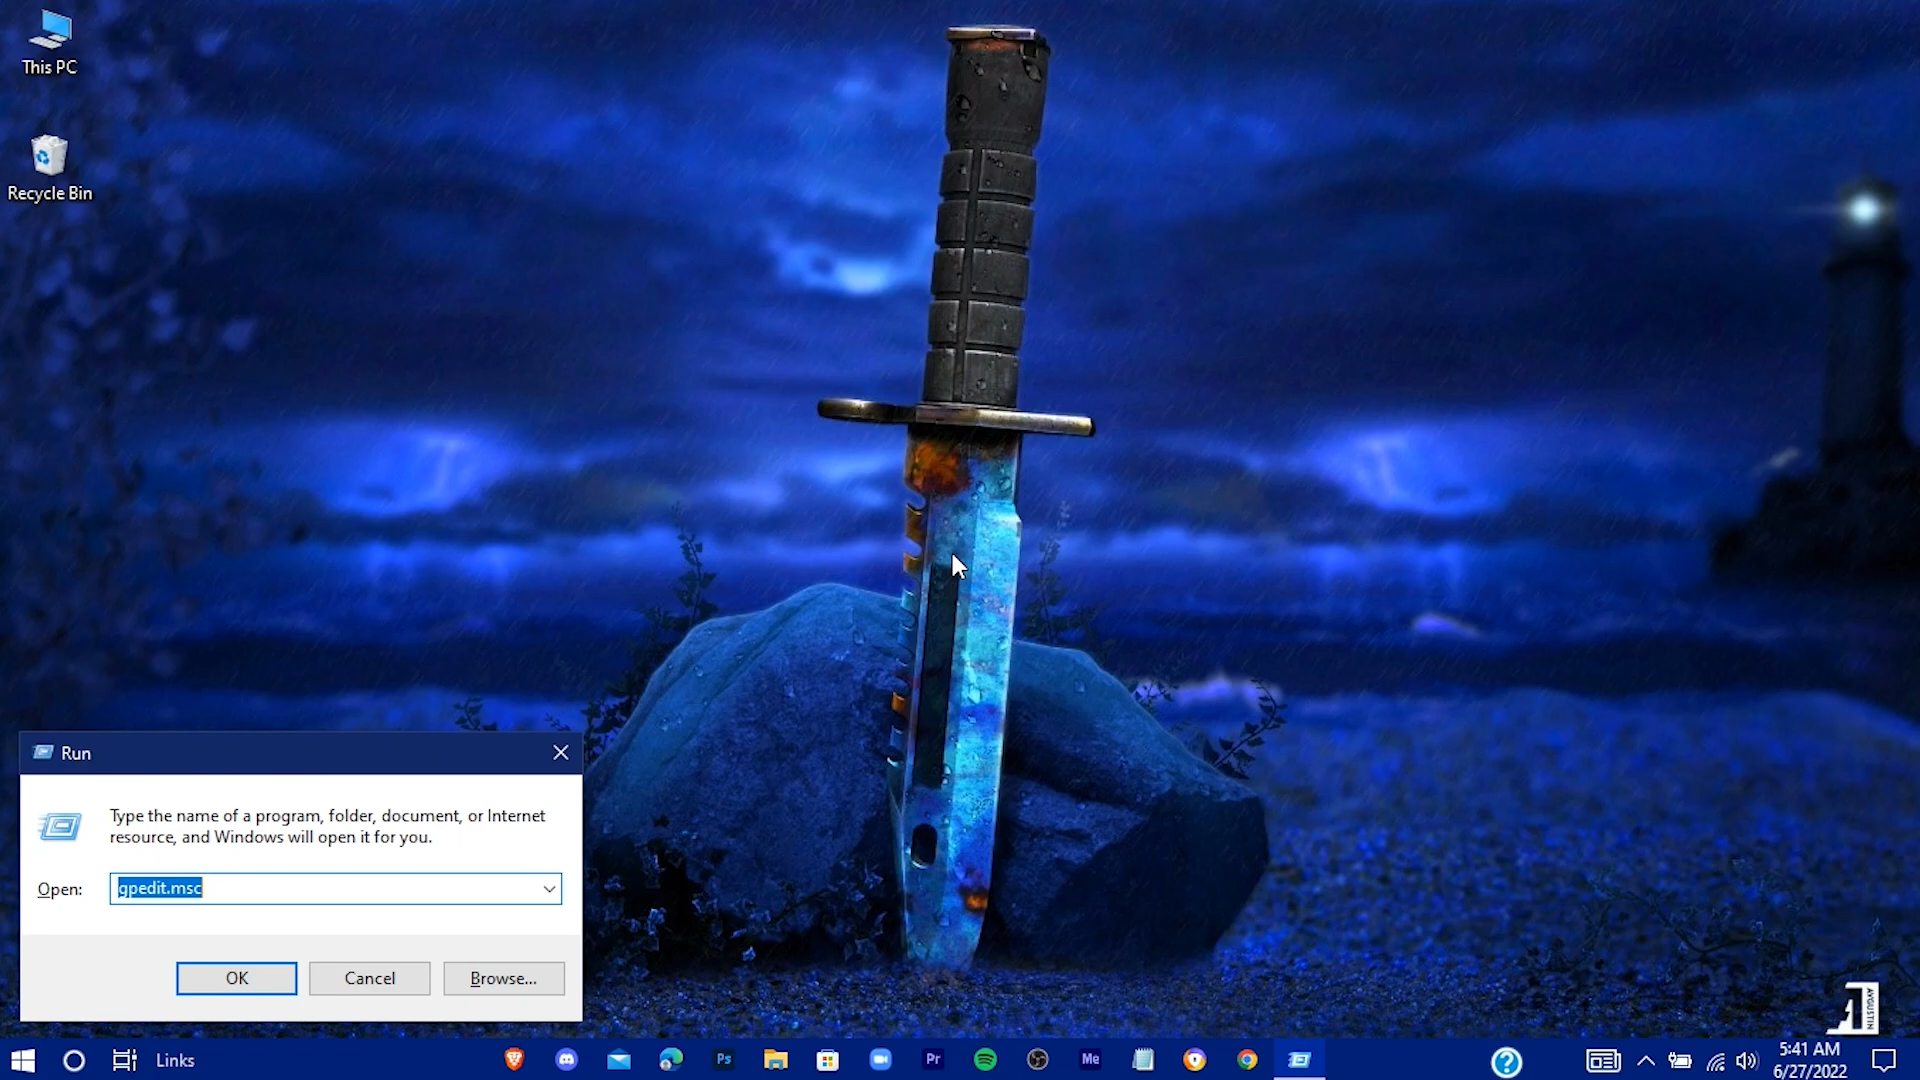 This PC
Recycle Bin
Run
Type the name of a program, folder, document, or Internet
resource, and Windows will open it for you.
Open:
gpedit.msc
OK
Cancel
Browse...
AVGUSTIN
Links
Ps
Pr
Me
5:41 AM
6/27/2022